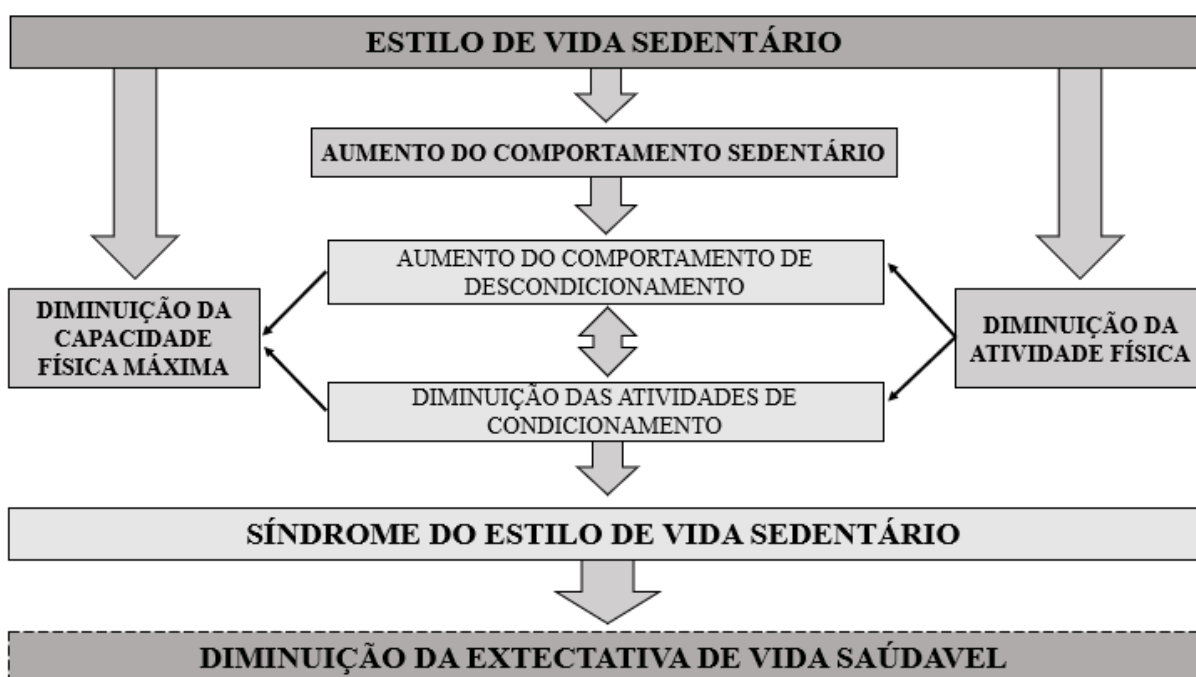 ESTILO DE VIDA SEDENTÁRIO
AUMENTO DO COMPORTAMENTO SEDENTÁRIO
AUMENTO DO COMPORTAMENTO DE
DESCONDICIONAMENTO
DIMINUIÇÃO DA
CAPACIDADE
FÍSICA MÁXIMA
DIMINUIÇÃO DA
ATIVIDADE FÍSICA
DIMINUIÇÃO DAS ATIVIDADES DE
CONDICIONAMENTO
SÍNDROME DO ESTILO DE VIDA SEDENTÁRIO
DIMINUIÇÃO DA EXTECTATIVA DE VIDA SAÚDAVEL